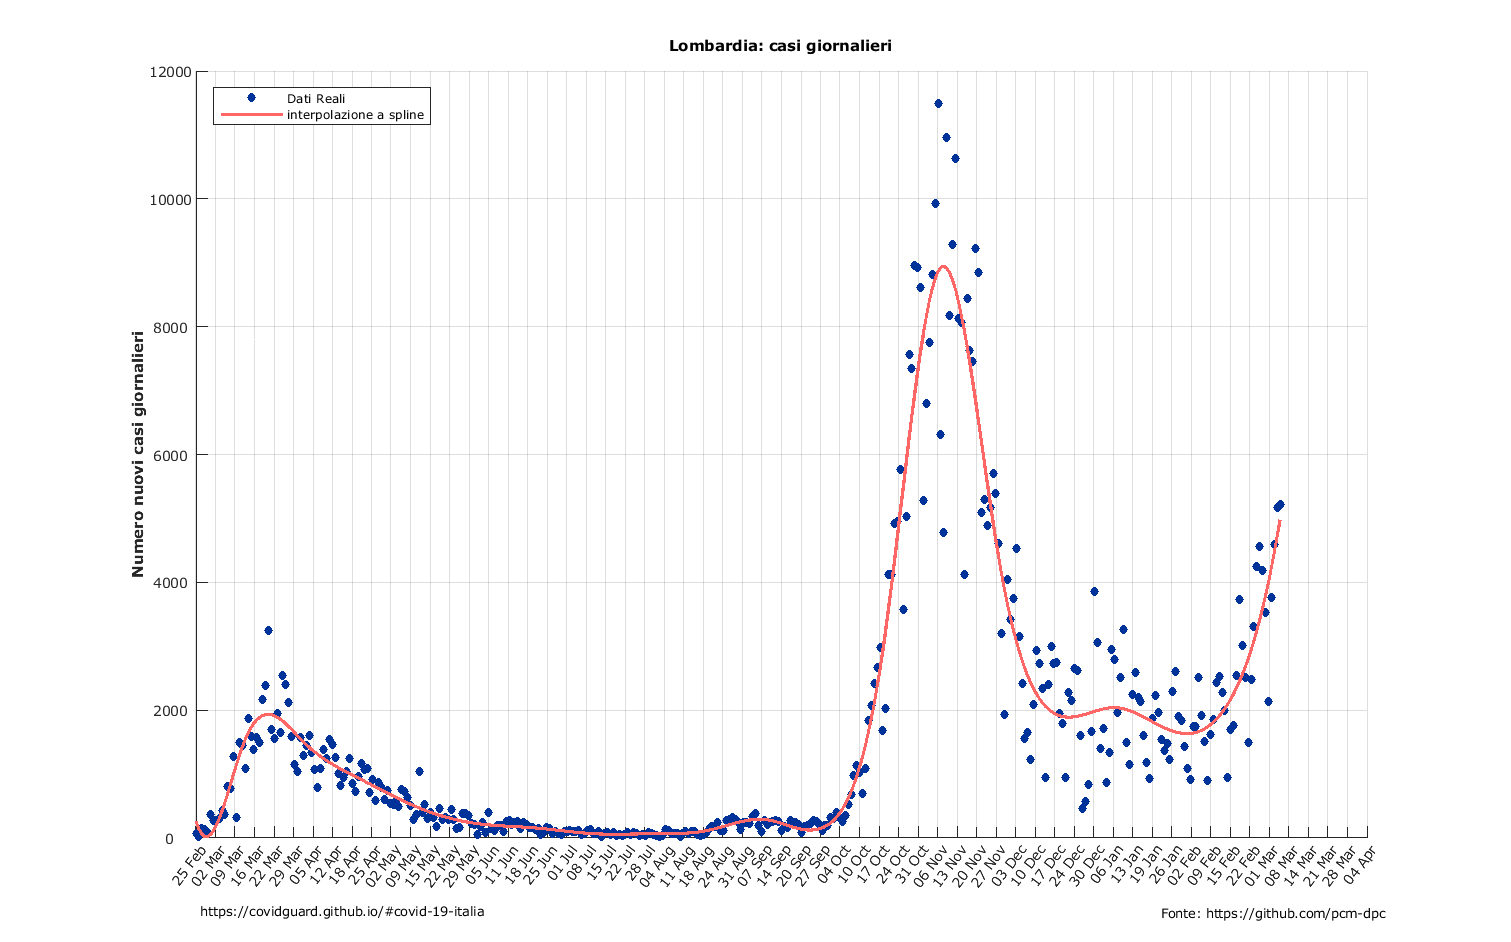 Lombardia: casi giornalieri
Dati Reali
interpolazione a spline
Numero nuovi casi giornalieri
12000
10000
8000
6000
4000
2000
0
25 Feb
02 Mar
09 Mar
16 Mar
22 Mar
29 Mar
05 Apr
12 Apr
18 Apr
25 Apr
02 May
09 May
15 May
22 May
29 May
05 Jun
11 Jun
18 Jun
25 Jun
01 Jul
08 Jul
15 Jul
22 Jul
28 Jul
04 Aug
11 Aug
18 Aug
24 Aug
31 Aug
07 Sep
14 Sep
20 Sep
27 Sep
04 Oct
10 Oct
17 Oct
24 Oct
31 Oct
06 Nov
13 Nov
20 Nov
27 Nov
03 Dec
10 Dec
17 Dec
24 Dec
30 Dec
06 Jan
13 Jan
19 Jan
26 Jan
02 Feb
09 Feb
15 Feb
22 Feb
01 Mar
08 Mar
14 Mar
21 Mar
28 Mar
04 Apr
https://covidguard.github.io/#covid-19-italia
Fonte: https://github.com/pcm-dpc